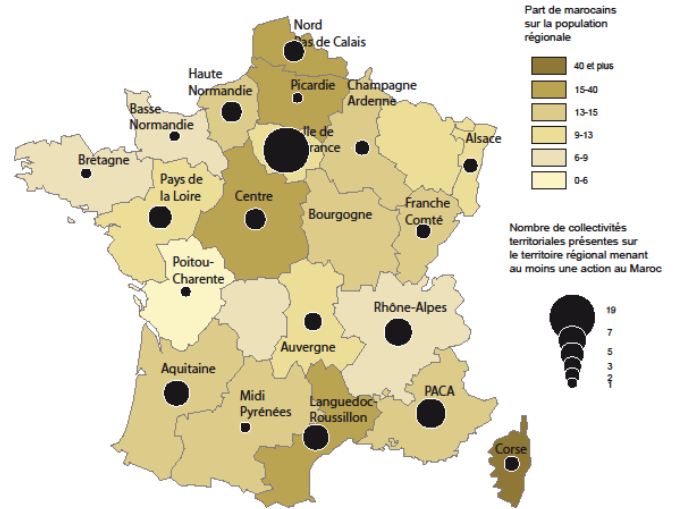 Nord
Pas de Calais
Haute
Normandie
Picardie
Champagne
Ardenne
Basse
Normandie
Ile de
France
Alsace
Bretagne
Pays de
la Loire
Centre
Bourgogne
Franche
Comté
Poitou-
Charente
Rhône-Alpes
Auvergne
Aquitaine
Midi
Pyrénées
Languedoc-
Roussillon
PACA
Corse
Part de marocains
sur la population
régionale
40 et plus
15-40
13-15
9-13
6-9
0-6
Nombre de collectivités
territoriales présentes sur
le territoire régional menant
au moins une action au Maroc
19
7
5
3
2
1